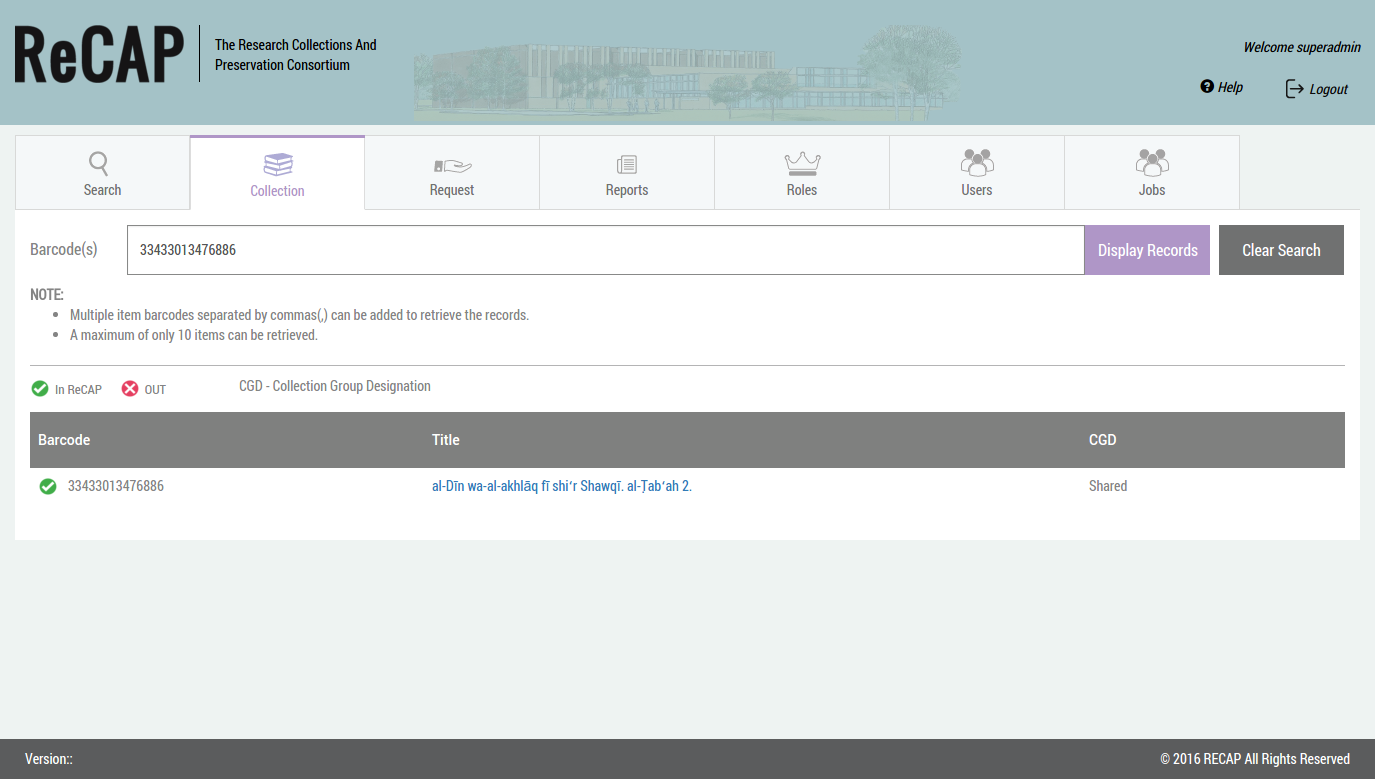 ReCAP
The Research Collections And
Preservation Consortium
Welcome superadmin
Help
Logout
Search
Collection
Request
Reports
Roles
Users
Jobs
Barcode(s)
33433013476886
Display Records
Clear Search
NOTE:
Multiple item barcodes separated by commas(,) can be added to retrieve the records.
A maximum of only 10 items can be retrieved.
In ReCAP
OUT
CGD - Collection Group Designation
Barcode Title CGD
33433013476886 al-Dīn wa-al-akhlāq fī shiʻr Shawqī. al-Ṭabʻah 2. Shared
Version::
© 2016 RECAP All Rights Reserved